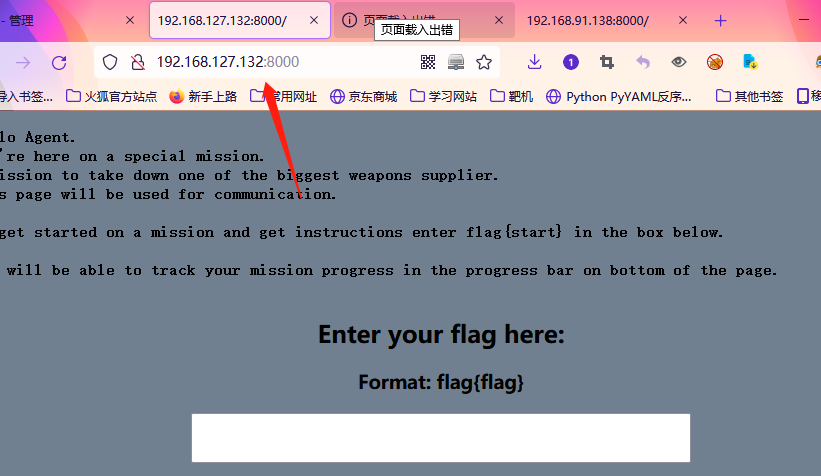 - 管理
192.168.127.132:8000/
页面载入出错
192.168.91.138:8000/
页面载入出错
192.168.127.132:8000
1
导入书签...
火狐官方站点
新手上路
常用网址
京东商城
学习网站
靶机
Python PyYAML反序...
其他书签
移
lo Agent.
're here on a special mission.
ission to take down one of the biggest weapons supplier.
s page will be used for communication.
get started on a mission and get instructions enter flag{start} in the box below.
will be able to track your mission progress in the progress bar on bottom of the page.
Enter your flag here:
Format: flag{flag}